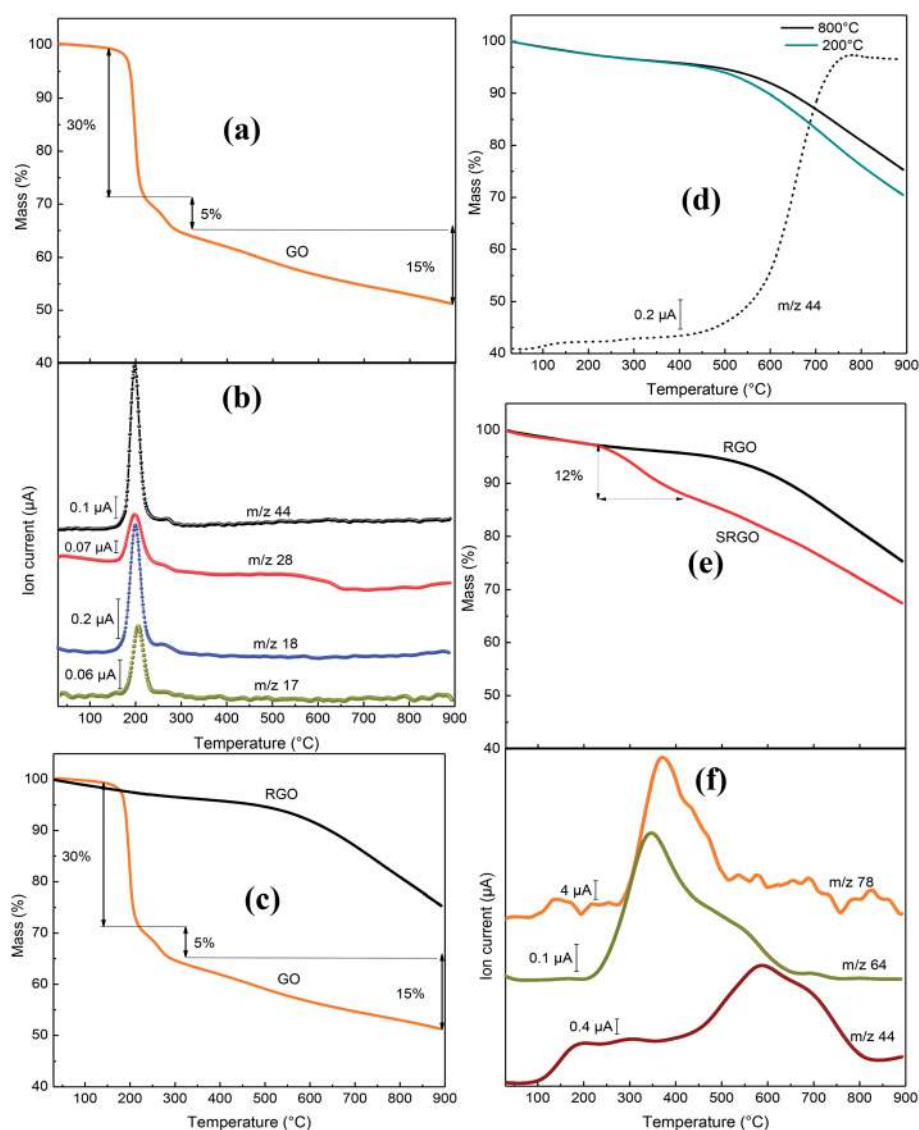 (a)
100
90
80
70
60
50
40
Mass (%)
30%
5%
15%
GO
(b)
Ion current (µA)
0.1 µA
m/z 44
0.07 µA
m/z 28
0.2 µA
m/z 18
0.06 µA
m/z 17
100 200 300 400 500 600 700 800 900
Temperature (°C)
(c)
100
90
80
70
60
50
40
Mass (%)
RGO
30%
5%
15%
GO
100 200 300 400 500 600 700 800 900
Temperature (°C)
(d)
800°C
200°C
100
90
80
70
60
50
40
Mass (%)
0.2 µA
m/z 44
100 200 300 400 500 600 700 800 900
Temperature (°C)
(e)
100
90
80
70
60
50
40
Mass (%)
RGO
12%
SRGO
(f)
Ion current (µA)
4 µA
m/z 78
0.1 µA
m/z 64
0.4 µA
m/z 44
100 200 300 400 500 600 700 800 900
Temperature (°C)